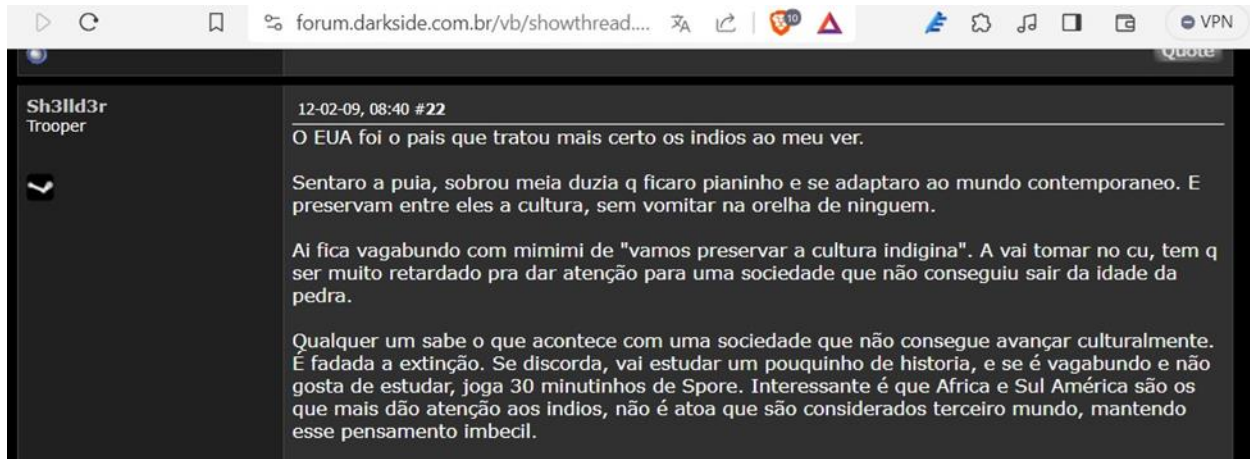 forum.darkside.com.br/vb/showthread....
10
VPN
Quote
Sh3lld3r
Trooper
12-02-09, 08:40 #22
O EUA foi o pais que tratou mais certo os indios ao meu ver.
Sentaro a puia, sobrou meia duzia q ficaro pianinho e se adaptaro ao mundo contemporaneo. E
preservam entre eles a cultura, sem vomitar na orelha de ninguem.
Ai fica vagabundo com mimimi de "vamos preservar a cultura indigina". A vai tomar no cu, tem q
ser muito retardado pra dar atenção para uma sociedade que não conseguiu sair da idade da
pedra.
Qualquer um sabe o que acontece com uma sociedade que não consegue avançar culturalmente.
É fadada a extinção. Se discorda, vai estudar um pouquinho de historia, e se é vagabundo e não
gosta de estudar, joga 30 minutinhos de Spore. Interessante é que Africa e Sul América são os
que mais dão atenção aos indios, não é atoa que são considerados terceiro mundo, mantendo
esse pensamento imbecil.